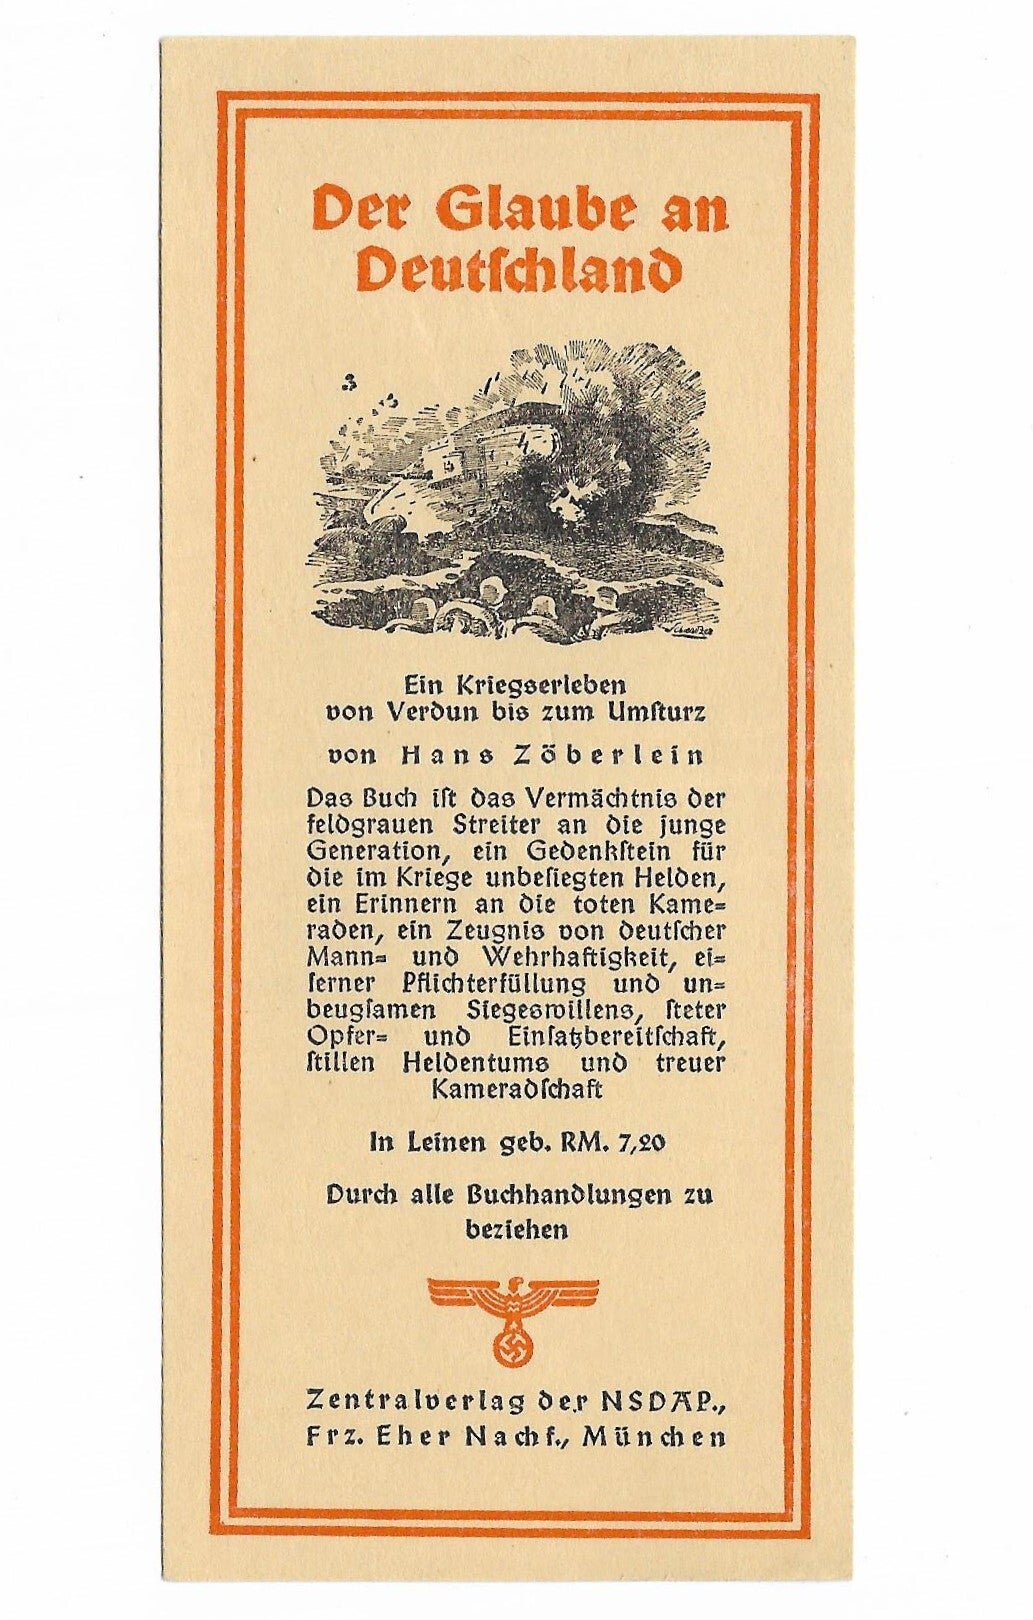 Der Glaube an
Deutſchland
Ein Kriegserleben
von Verdun bis zum Umſturz
von Hans Zöberlein
Das Buch iſt das Vermächtnis der
feldgrauen Streiter an die junge
Generation, ein Gedenkſtein für
die im Kriege unbeſiegten Helden,
ein Erinnern an die toten Kame=
raden, ein Zeugnis von deutſcher
Mann= und Wehrhaftigkeit, ei=
ſerner Pflichterfüllung und un=
beugſamen Siegeswillens, ſteter
Opfer= und Einſatzbereitſchaft,
ſtillen Heldentums und treuer
Kameradſchaft
In Leinen geb. RM. 7,20
Durch alle Buchhandlungen zu
beziehen
Zentralverlag der NSDAP.,
Frz. Eher Nachf., München